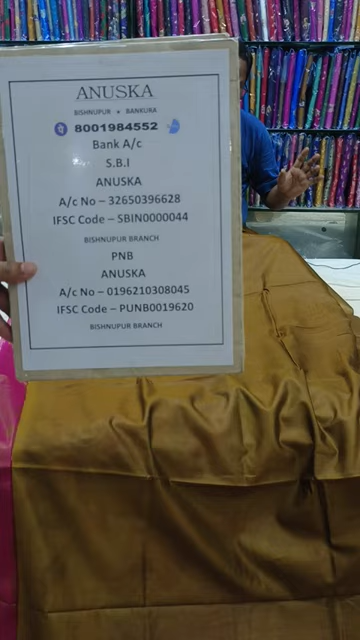 ANUSKA
BISHNUPUR ★ BANKURA
पे 8001984552
Bank A/c
S.B.I
ANUSKA
A/c No – 32650396628
IFSC Code – SBIN0000044
BISHNUPUR BRANCH
PNB
ANUSKA
A/c No – 0196210308045
IFSC Code – PUNB0019620
BISHNUPUR BRANCH